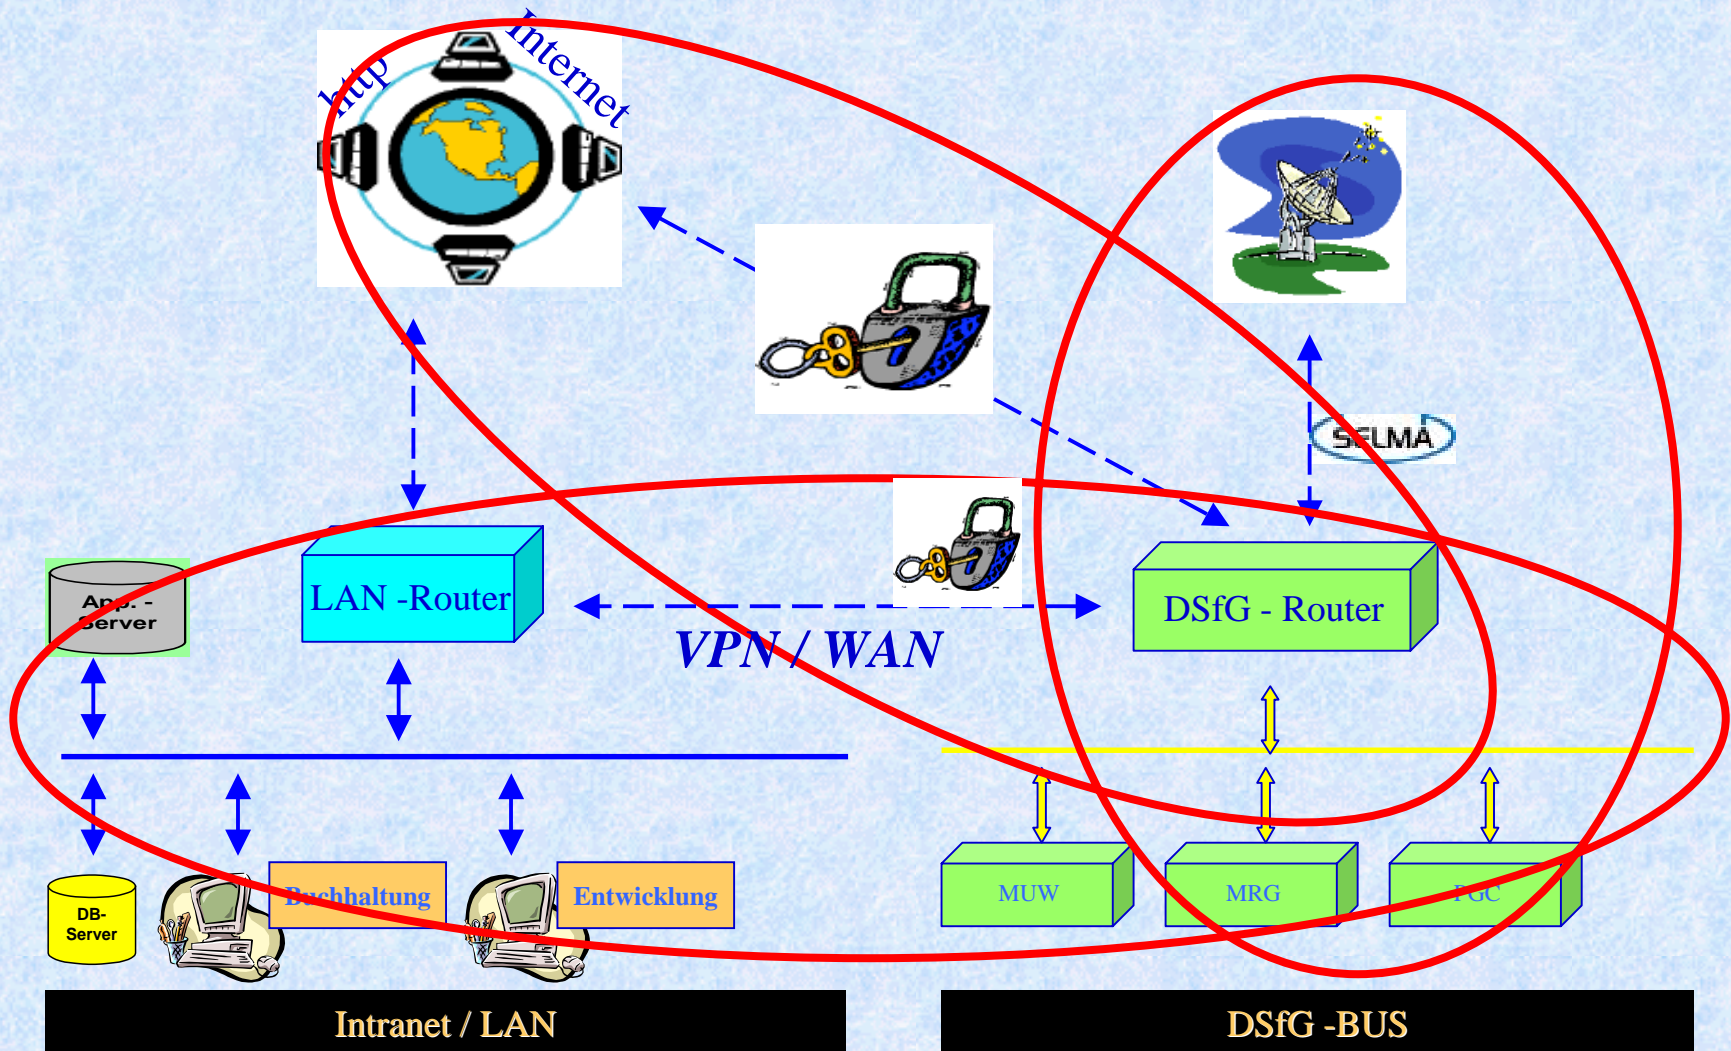 http
Internet
SELMA
App. -
Server
LAN -Router
DSfG - Router
VPN / WAN
Buchhaltung
Entwicklung
DB-
Server
MUW
MRG
PGC
Intranet / LAN
DSfG -BUS